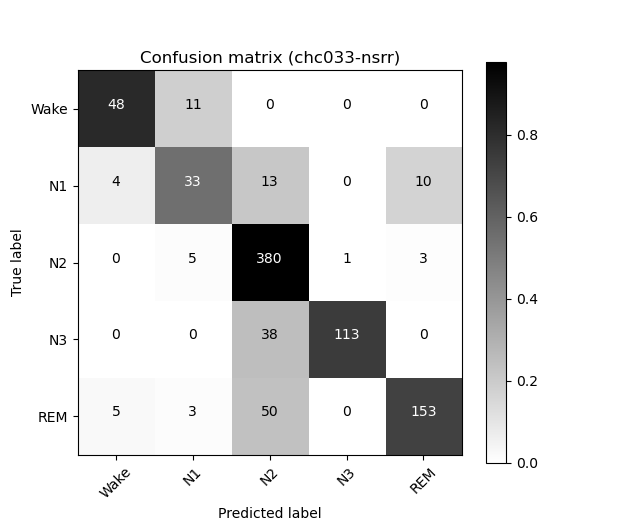 Confusion matrix (chc033-nsrr)
Wake 48 11 0 0 0
N1 4 33 13 0 10
N2 0 5 380 1 3
N3 0 0 38 113 0
REM 5 3 50 0 153
Wake N1 N2 N3 REM
True label
Predicted label
0.8
0.6
0.4
0.2
0.0